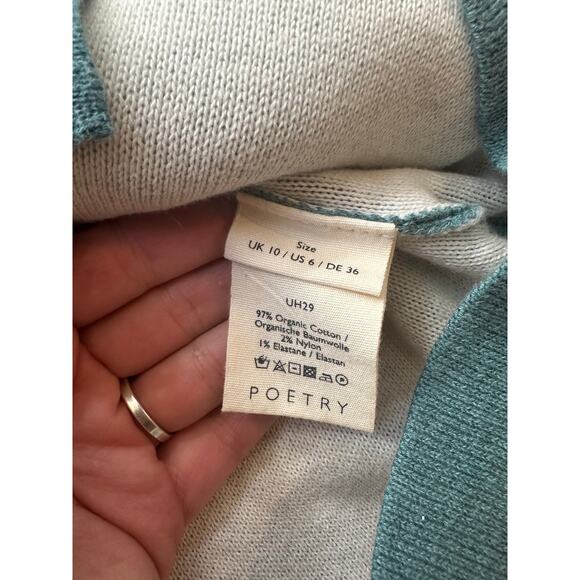 Size
UK 10 / US 6 / DE 36
UH29
97% Organic Cotton /
Organische Baumwolle
2% Nylon
1% Elastane / Elastan
POETRY